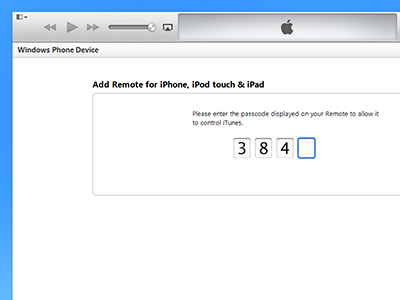 Windows Phone Device
Add Remote for iPhone, iPod touch & iPad
Please enter the passcode displayed on your Remote to allow it
to control iTunes.
3 8 4